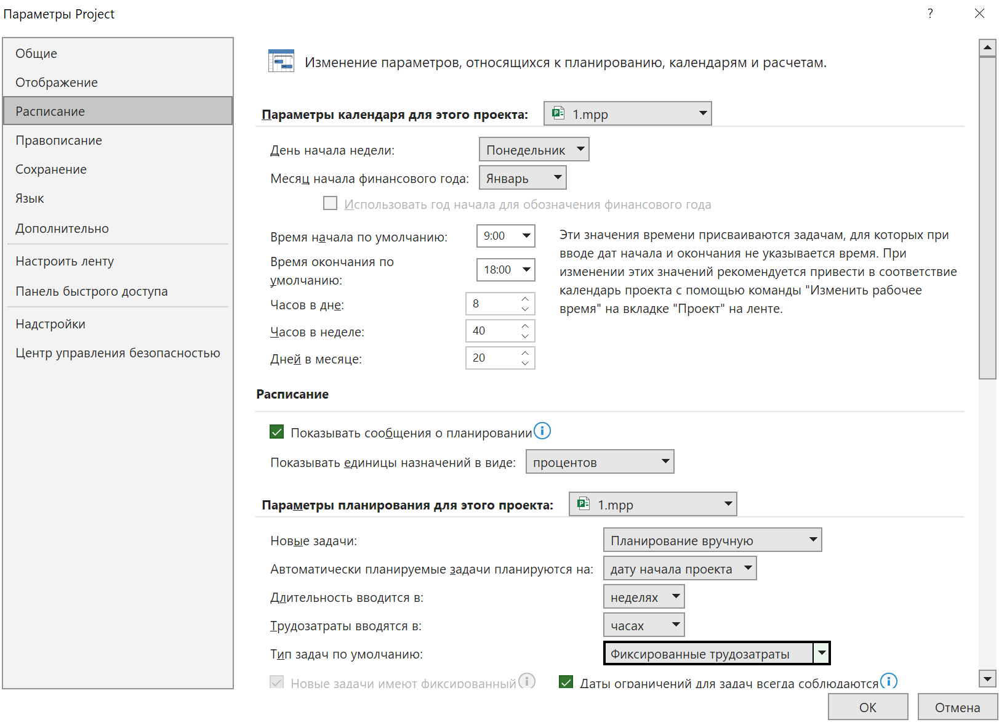 Параметры Project
?
Общие
Отображение
Расписание
Правописание
Сохранение
Язык
Дополнительно
Настроить ленту
Панель быстрого доступа
Надстройки
Центр управления безопасностью
Изменение параметров, относящихся к планированию, календарям и расчетам.
Параметры календаря для этого проекта: 1.mpp
День начала недели: Понедельник
Месяц начала финансового года: Январь
Использовать год начала для обозначения финансового года
Время начала по умолчанию: 9:00
Время окончания по
умолчанию: 18:00
Часов в дне: 8
Часов в неделе: 40
Дней в месяце: 20
Эти значения времени присваиваются задачам, для которых при
вводе дат начала и окончания не указывается время. При
изменении этих значений рекомендуется привести в соответствие
календарь проекта с помощью команды "Изменить рабочее
время" на вкладке "Проект" на ленте.
Расписание
Показывать сообщения о планировании
Показывать единицы назначений в виде: процентов
Параметры планирования для этого проекта: 1.mpp
Новые задачи: Планирование вручную
Автоматически планируемые задачи планируются на: дату начала проекта
Длительность вводится в: неделях
Трудозатраты вводятся в: часах
Тип задач по умолчанию: Фиксированные трудозатраты
Новые задачи имеют фиксированный
Даты ограничений для задач всегда соблюдаются
ОК
Отмена